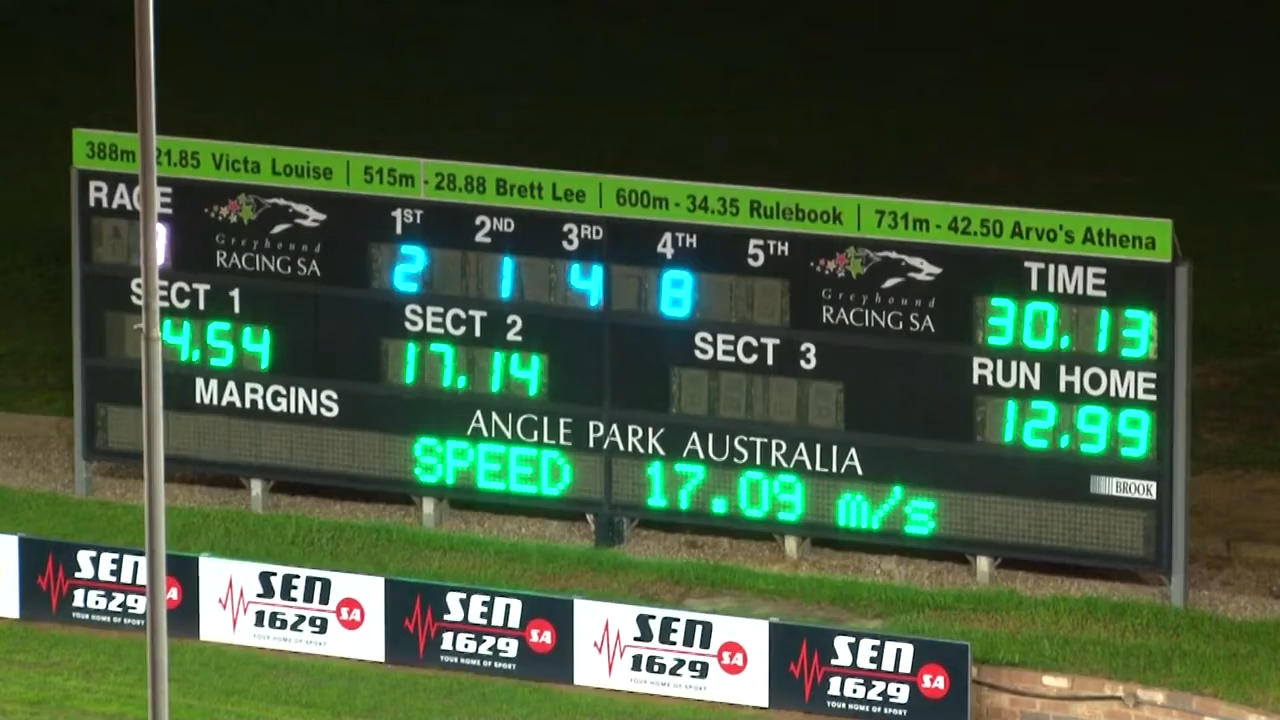 388m 21.85 Victa Louise | 515m - 28.88 Brett Lee | 600m - 34.35 Rulebook | 731m - 42.50 Arvo's Athena
RACE
Greyhound
RACING SA
1ST 2ND 3RD 4TH 5TH
2 1 4 8
Greyhound
RACING SA
TIME
30.13
SECT 1
4.54
SECT 2
17.14
SECT 3
RUN HOME
12.99
MARGINS
ANGLE PARK AUSTRALIA
SPEED 17.09 m/s
BROOK
SEN
1629 SA
YOUR HOME OF SPORT
SEN
1629 SA
YOUR HOME OF SPORT
SEN
1629 SA
YOUR HOME OF SPORT
SEN
1629 SA
YOUR HOME OF SPORT
SEN
1629 SA
YOUR HOME OF SPORT